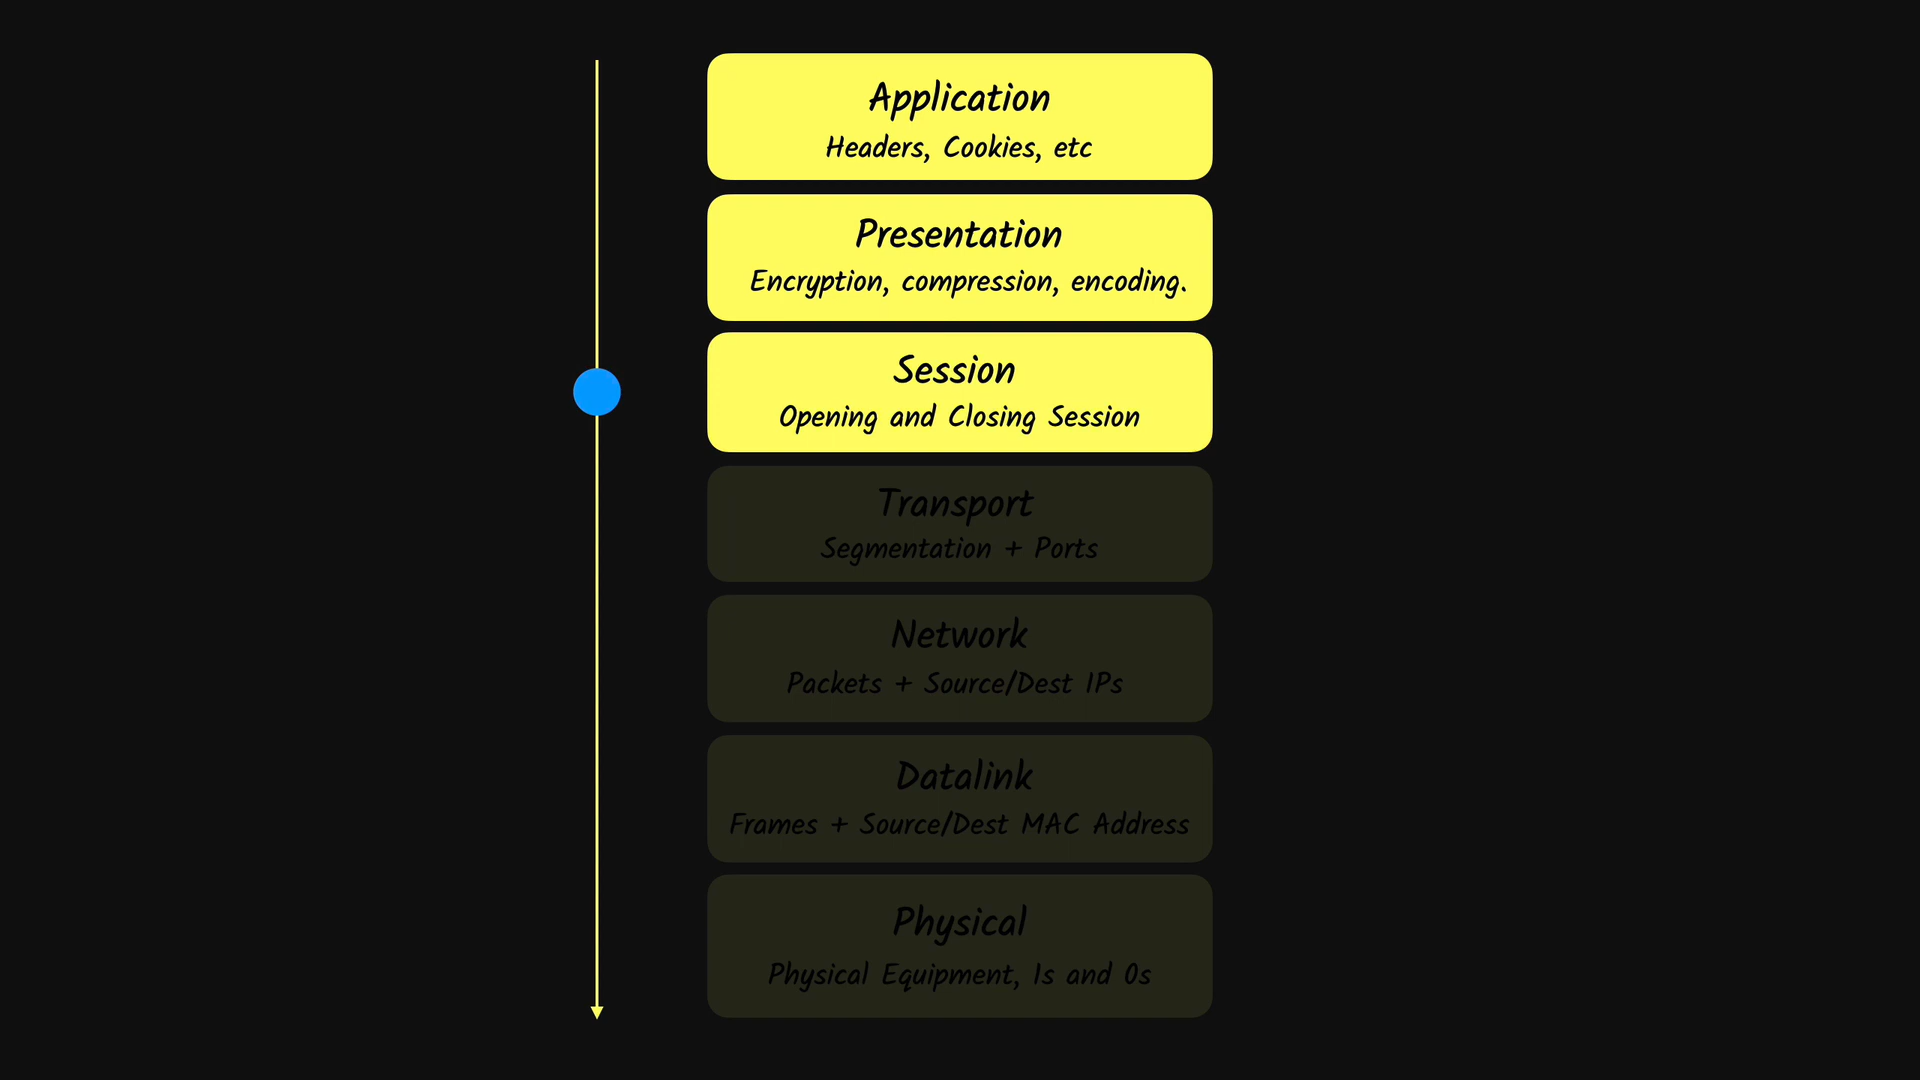 Application
Headers, Cookies, etc
Presentation
Encryption, compression, encoding.
Session
Opening and Closing Session
Transport
Segmentation + Ports
Network
Packets + Source/Dest IPs
Datalink
Frames + Source/Dest MAC Address
Physical
Physical Equipment, 1s and 0s